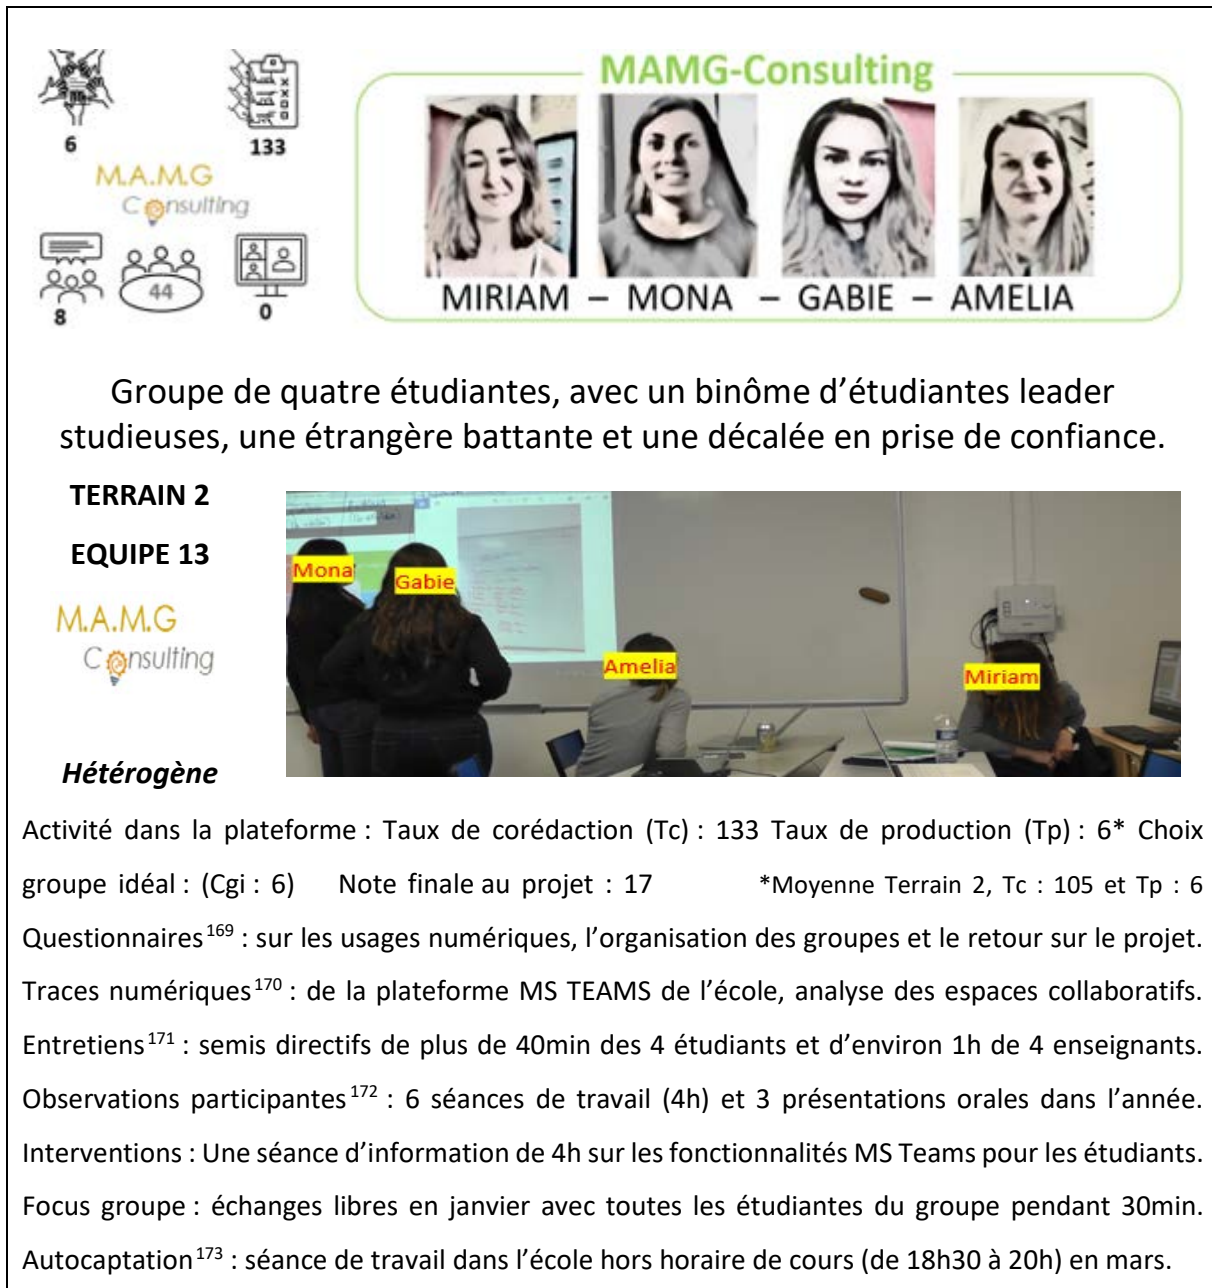 6
133
M.A.M.G
Consulting
8
44
0
MAMG-Consulting
MIRIAM – MONA – GABIE – AMELIA
Groupe de quatre étudiantes, avec un binôme d’étudiantes leader
studieuses, une étrangère battante et une décalée en prise de confiance.
TERRAIN 2
EQUIPE 13
M.A.M.G
Consulting
Hétérogène
Mona
Gabie
Amelia
Miriam
Activité dans la plateforme : Taux de corédaction (Tc) : 133 Taux de production (Tp) : 6* Choix
groupe idéal : (Cgi : 6) Note finale au projet : 17 *Moyenne Terrain 2, Tc : 105 et Tp : 6
Questionnaires169 : sur les usages numériques, l’organisation des groupes et le retour sur le projet.
Traces numériques170 : de la plateforme MS TEAMS de l’école, analyse des espaces collaboratifs.
Entretiens171 : semis directifs de plus de 40min des 4 étudiants et d’environ 1h de 4 enseignants.
Observations participantes172 : 6 séances de travail (4h) et 3 présentations orales dans l’année.
Interventions : Une séance d’information de 4h sur les fonctionnalités MS Teams pour les étudiants.
Focus groupe : échanges libres en janvier avec toutes les étudiantes du groupe pendant 30min.
Autocaptation173 : séance de travail dans l’école hors horaire de cours (de 18h30 à 20h) en mars.